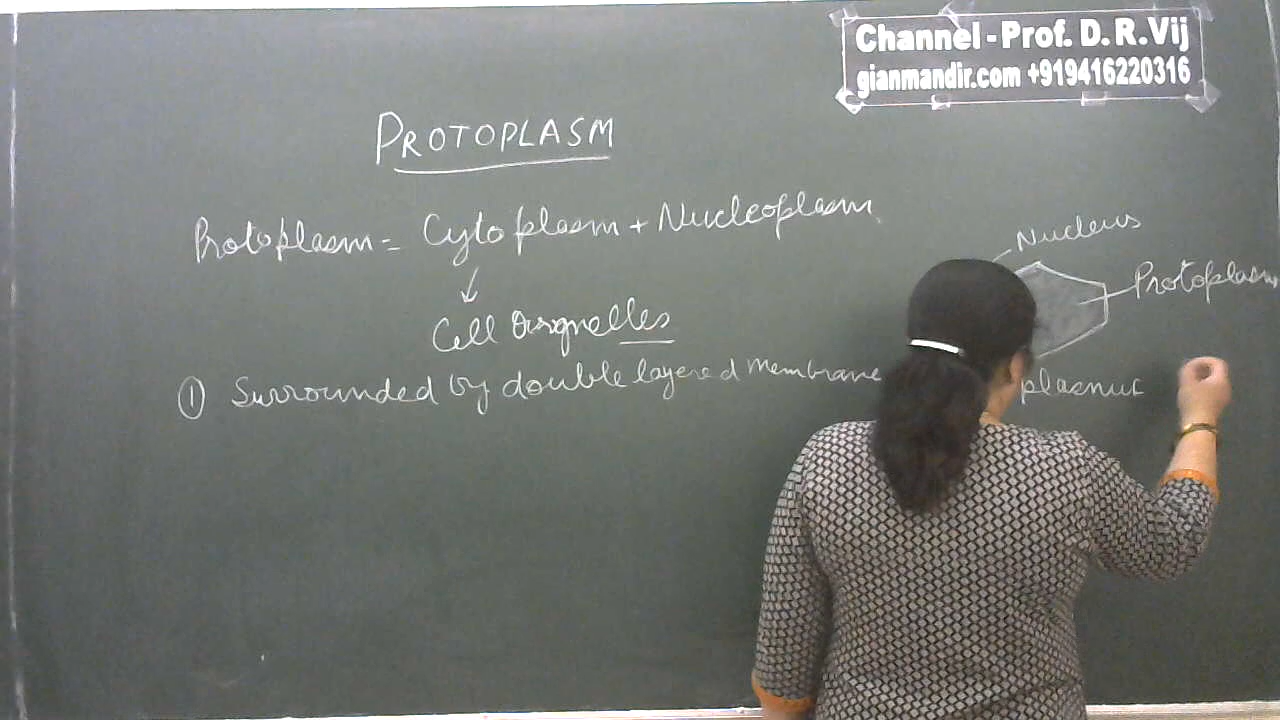 Channel - Prof. D. R. Vij
gianmandir.com +919416220316
PROTOPLASM
Protoplasm = Cytoplasm + Nucleoplasm
Cell Organelles
Nucleus
Protoplasm
① Surrounded by double layered membrane